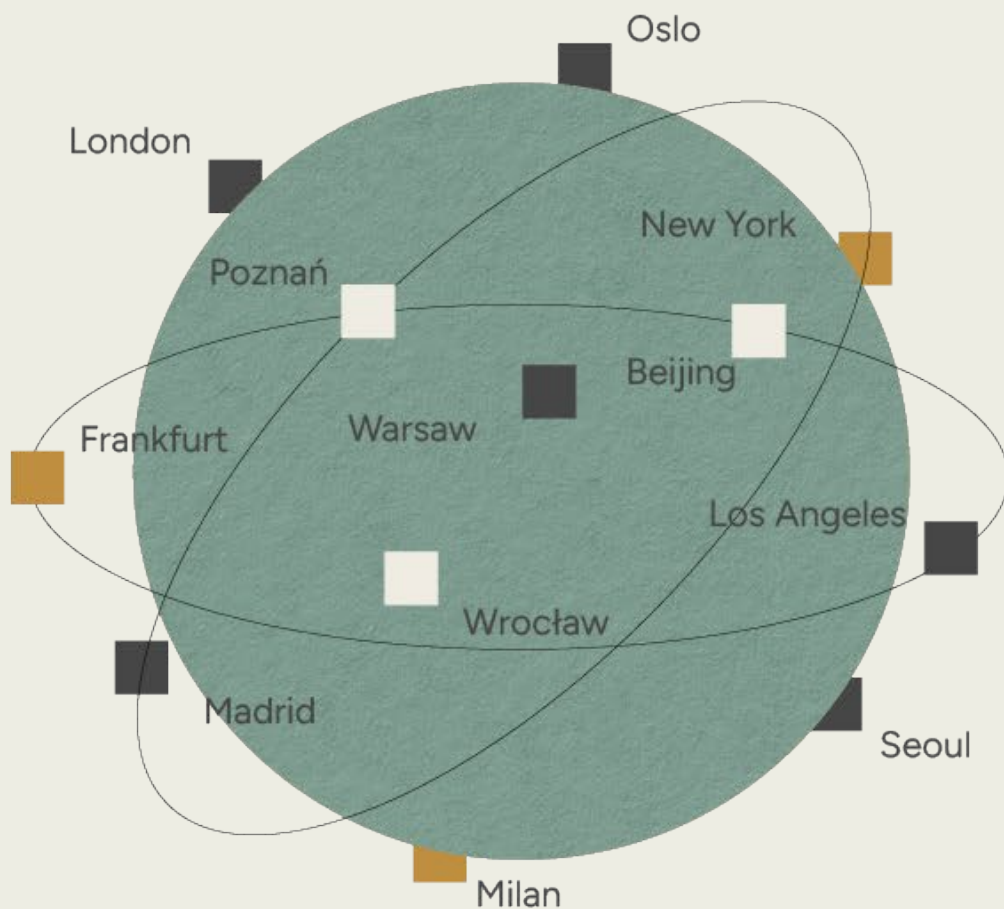 Oslo
London
New York
Poznań
Beijing
Warsaw
Frankfurt
Los Angeles
Wrocław
Madrid
Seoul
Milan